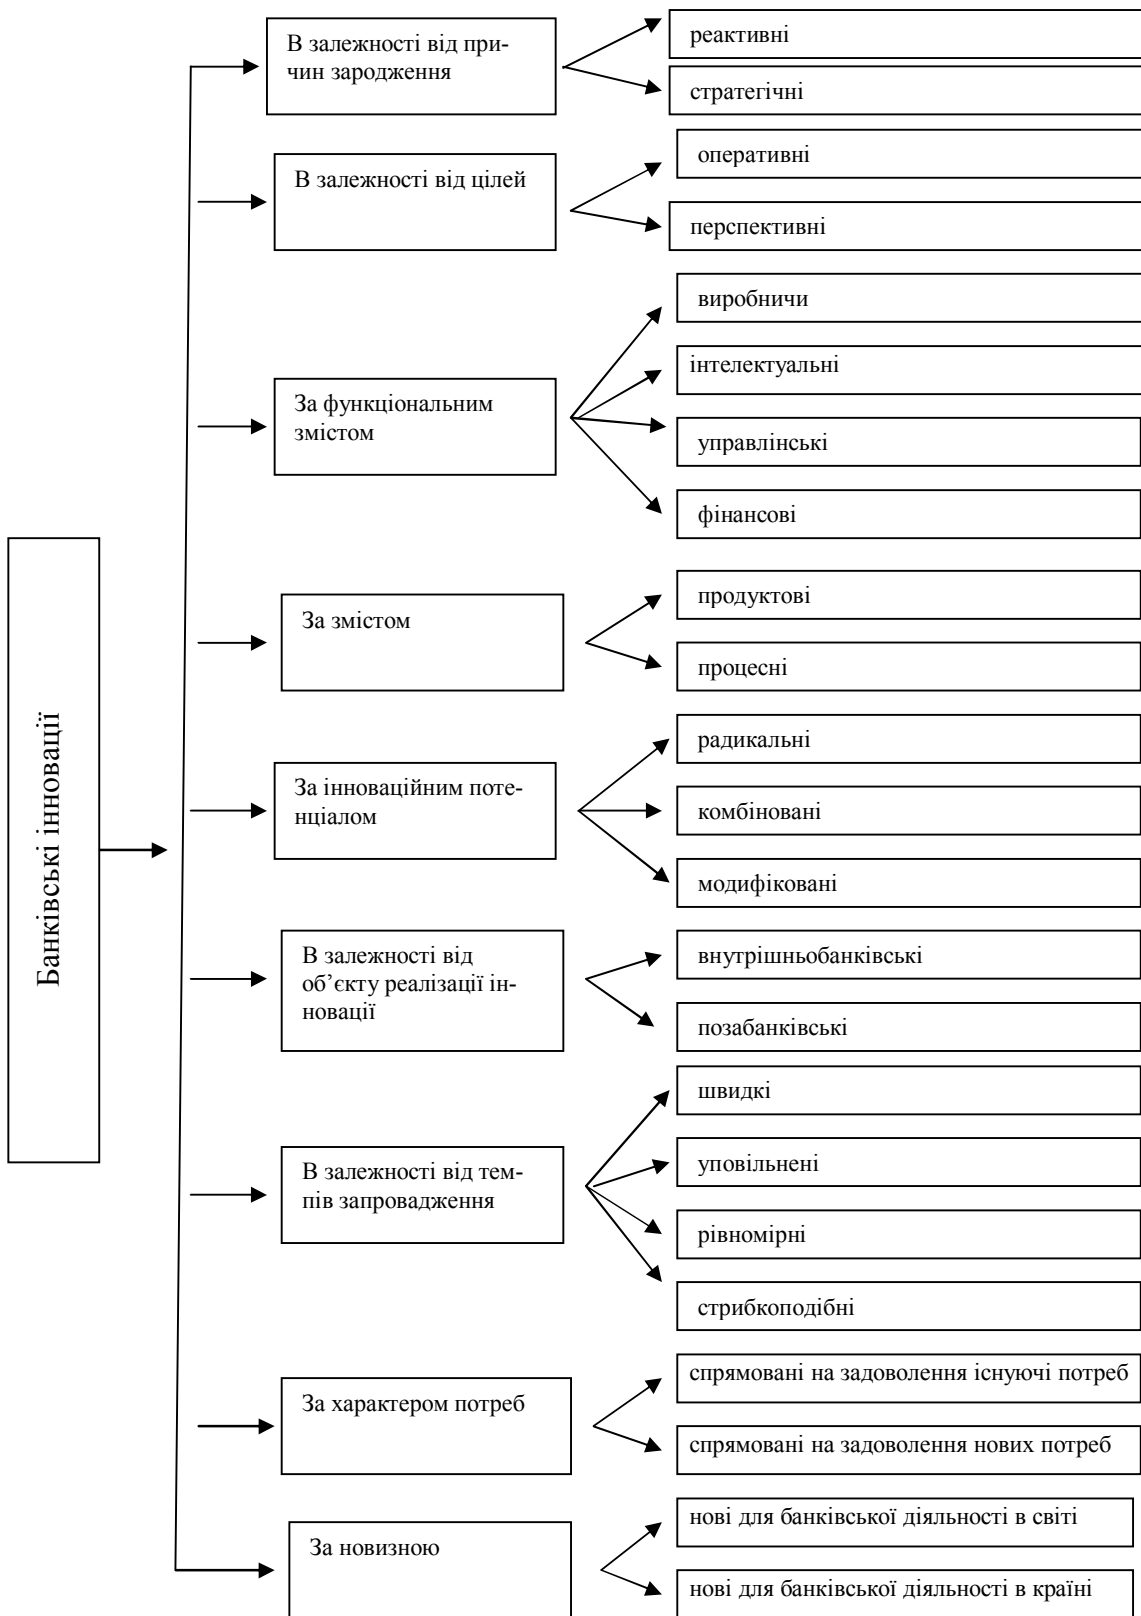 Банківські інновації
В залежності від при-
чин зародження
реактивні
стратегічні
В залежності від цілей
оперативні
перспективні
За функціональним
змістом
виробничи
інтелектуальні
управлінські
фінансові
За змістом
продуктові
процесні
За інноваційним поте-
нціалом
радикальні
комбіновані
модифіковані
В залежності від
об’єкту реалізації ін-
новації
внутрішньобанківські
позабанківські
В залежності від тем-
пів запровадження
швидкі
уповільнені
рівномірні
стрибкоподібні
За характером потреб
спрямовані на задоволення існуючі потреб
спрямовані на задоволення нових потреб
За новизною
нові для банківської діяльності в світі
нові для банківської діяльності в країні